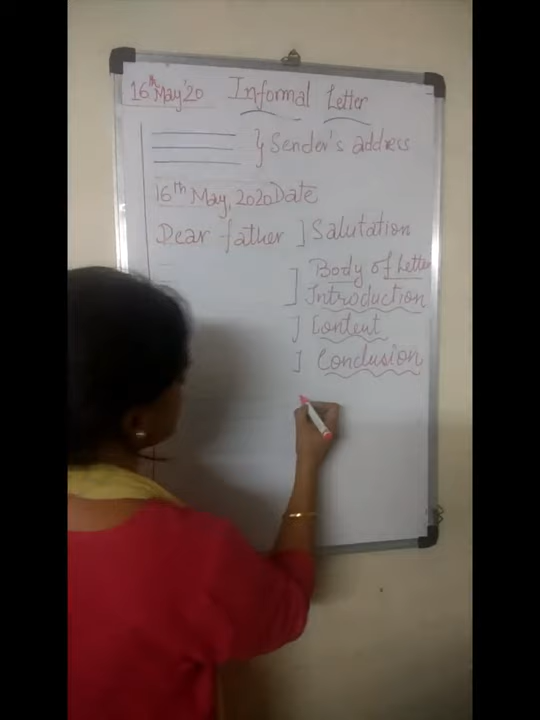 16th May'20 Informal Letter
} Sender's address
16th May, 2020 Date
Dear father ] Salutation
Body of Letter
] Introduction
] Content
] Conclusion